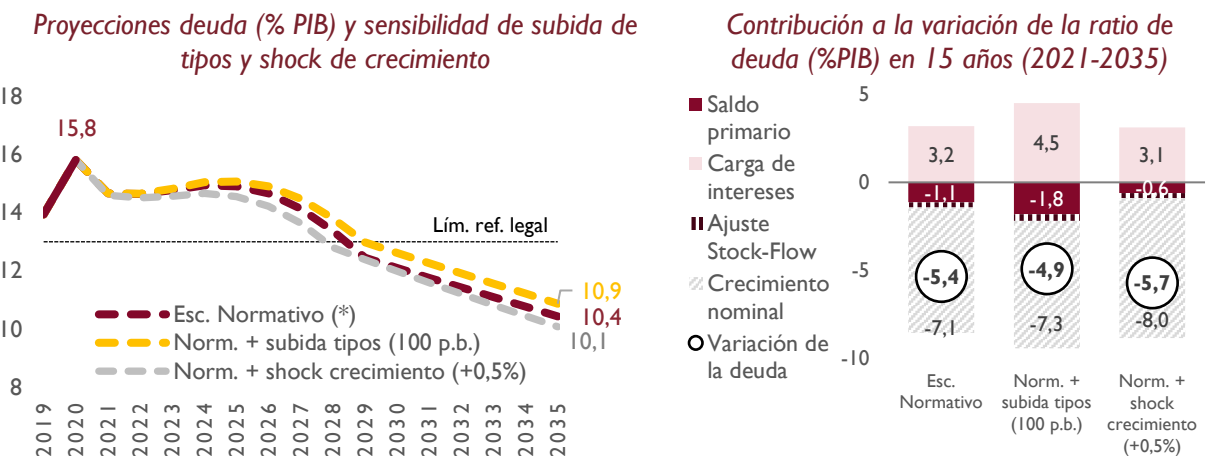 Proyecciones deuda (% PIB) y sensibilidad de subida de
tipos y shock de crecimiento
18
16
14
12
10
8
15,8
Lím. ref. legal
10,9
10,4
10,1
Esc. Normativo (*)
Norm. + subida tipos (100 p.b.)
Norm. + shock crecimiento (+0,5%)
2019
2020
2021
2022
2023
2024
2025
2026
2027
2028
2029
2030
2031
2032
2033
2034
2035
Contribución a la variación de la ratio de
deuda (%PIB) en 15 años (2021-2035)
Saldo
primario
Carga de
intereses
Ajuste
Stock-Flow
Crecimiento
nominal
Variación de
la deuda
5
0
-5
-10
3,2
4,5
3,1
-1,1
-1,8
-0,6
-5,4
-4,9
-5,7
-7,1
-7,3
-8,0
Esc.
Normativo
Norm. +
subida tipos
(100 p.b.)
Norm. +
shock
crecimiento
(+0,5%)